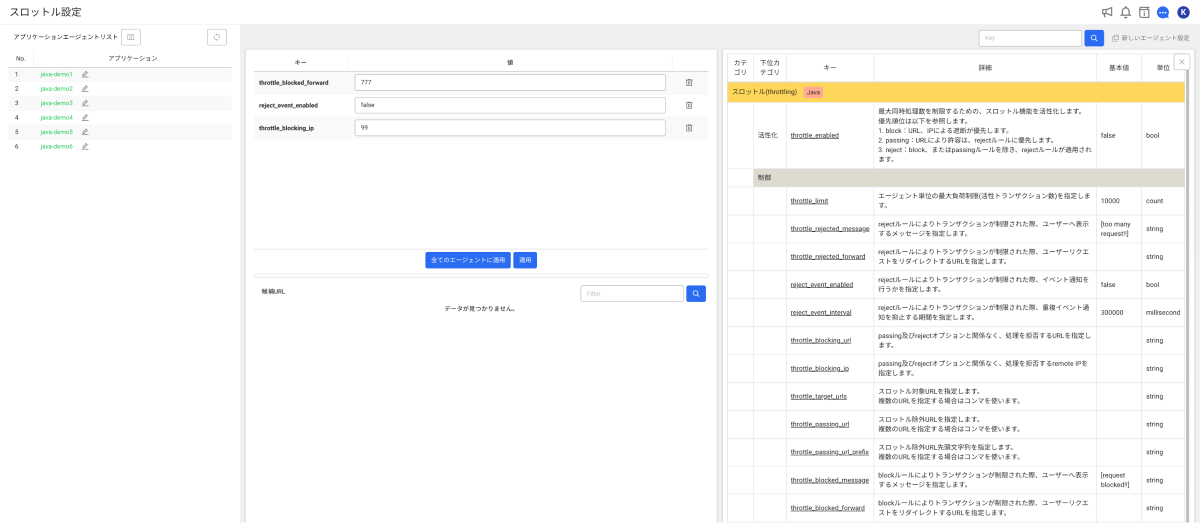 スロットル設定
K
アプリケーションエージェントリスト
No. アプリケーション
1 java-demo1
2 java-demo2
3 java-demo3
4 java-demo4
5 java-demo5
6 java-demo6
Key
新しいエージェント設定
キー 値
throttle_blocked_forward 777
reject_event_enabled false
throttle_blocking_ip 99
全てのエージェントに適用 適用
候補URL
Filter
データが見つかりません。
カテ
ゴリ
下位カ
テゴリ
キー 詳細 基本値 単位
スロットル(throttling) Java
活性化 throttle_enabled
最大同時処理数を制限するための、スロットル機能を活性化します。
優先順位は以下を参照します。
1. block：URL、IPによる遮断が優先します。
2. passing：URLにより許容は、rejectルールに優先します。
3. reject：block、またはpassingルールを除き、rejectルールが適用され
ます。
false bool
制御
throttle_limit
エージェント単位の最大負荷制限(活性トランザクション数)を指定しま
す。
10000 count
throttle_rejected_message
rejectルールによりトランザクションが制限された際、ユーザーへ表示
するメッセージを指定します。
[too many
request!!]
string
throttle_rejected_forward
rejectルールによりトランザクションが制限された際、ユーザーリクエ
ストをリダイレクトするURLを指定します。
string
reject_event_enabled
rejectルールによりトランザクションが制限された際、イベント通知を
行うかを指定します。
false bool
reject_event_interval
rejectルールによりトランザクションが制限された際、重複イベント通
知を抑止する期間を指定します。
300000 millisecond
throttle_blocking_url
passing及びrejectオプションと関係なく、処理を拒否するURLを指定し
ます。
string
throttle_blocking_ip
passing及びrejectオプションと関係なく、処理を拒否するremote IPを
指定します。
string
throttle_target_urls
スロットル対象URLを指定します。
複数のURLを指定する場合はコンマを使います。
string
throttle_passing_url
スロットル除外URLを指定します。
複数のURLを指定する場合はコンマを使います。
string
throttle_passing_url_prefix
スロットル除外URL先頭文字列を指定します。
複数のURLを指定する場合はコンマを使います。
string
throttle_blocked_message
blockルールによりトランザクションが制限された際、ユーザーへ表示
するメッセージを指定します。
[request
blocked!!]
string
throttle_blocked_forward
blockルールによりトランザクションが制限された際、ユーザーリクエ
ストをリダイレクトするURLを指定します。
string